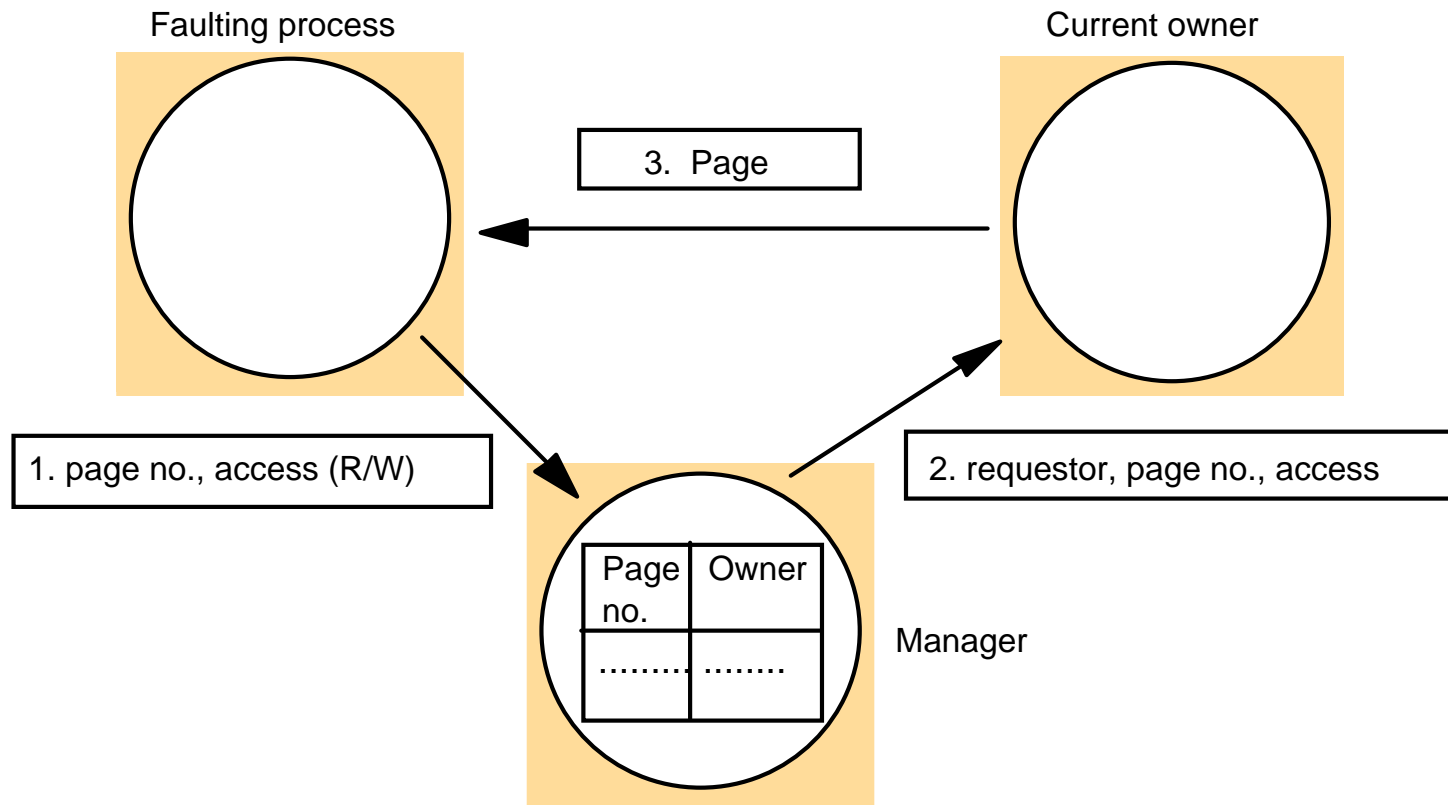 Faulting process
Current owner
3. Page
1. page no., access (R/W)
2. requestor, page no., access
Page
no.
Owner
......... ........
Manager